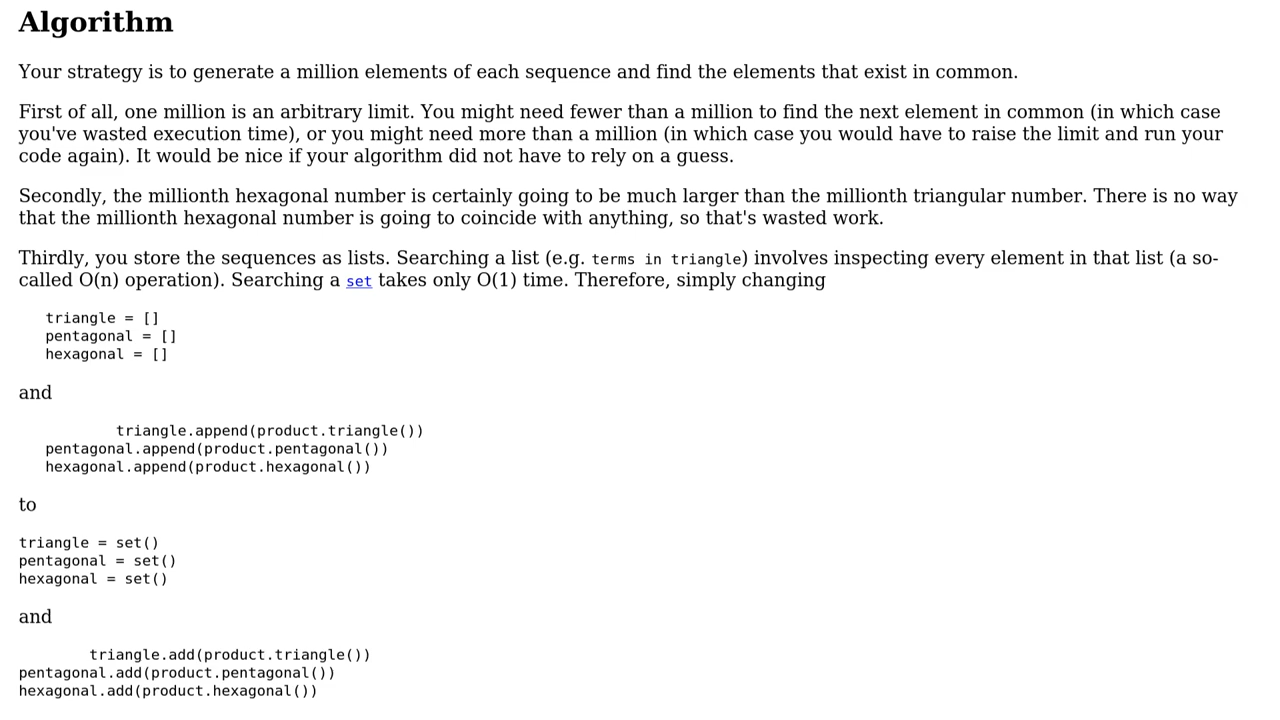 Algorithm
Your strategy is to generate a million elements of each sequence and find the elements that exist in common.
First of all, one million is an arbitrary limit. You might need fewer than a million to find the next element in common (in which case
you've wasted execution time), or you might need more than a million (in which case you would have to raise the limit and run your
code again). It would be nice if your algorithm did not have to rely on a guess.
Secondly, the millionth hexagonal number is certainly going to be much larger than the millionth triangular number. There is no way
that the millionth hexagonal number is going to coincide with anything, so that's wasted work.
Thirdly, you store the sequences as lists. Searching a list (e.g. terms in triangle) involves inspecting every element in that list (a so-
called O(n) operation). Searching a set takes only O(1) time. Therefore, simply changing
triangle = []
pentagonal = []
hexagonal = []
and
triangle.append(product.triangle())
pentagonal.append(product.pentagonal())
hexagonal.append(product.hexagonal())
to
triangle = set()
pentagonal = set()
hexagonal = set()
and
triangle.add(product.triangle())
pentagonal.add(product.pentagonal())
hexagonal.add(product.hexagonal())